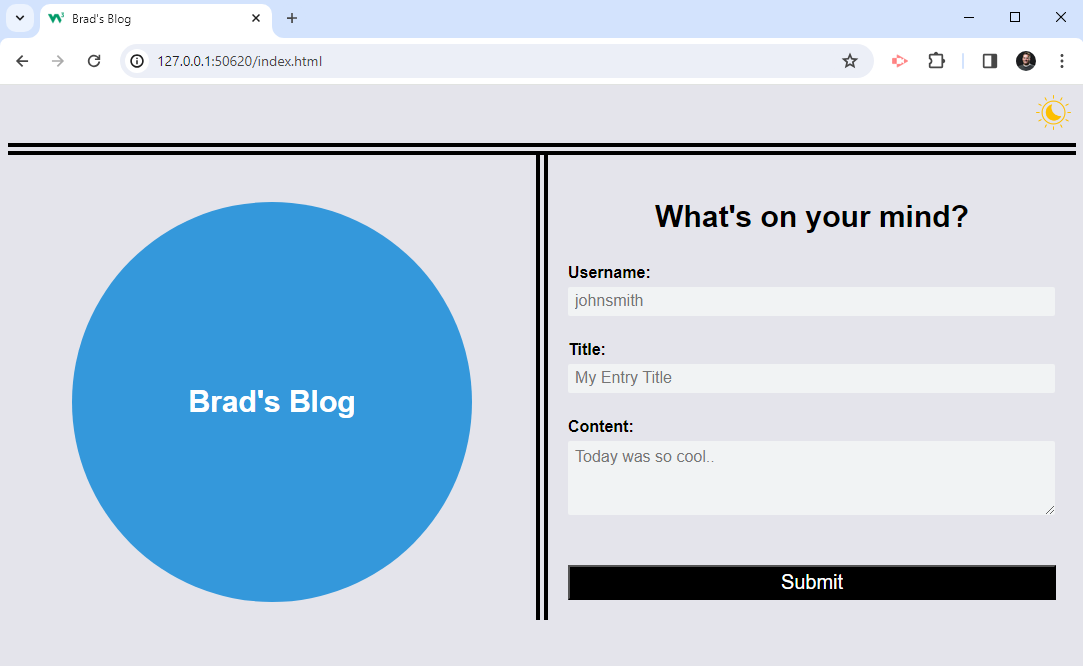 Brad's Blog
127.0.0.1:50620/index.html
Brad's Blog
What's on your mind?
Username:
johnsmith
Title:
My Entry Title
Content:
Today was so cool..
Submit